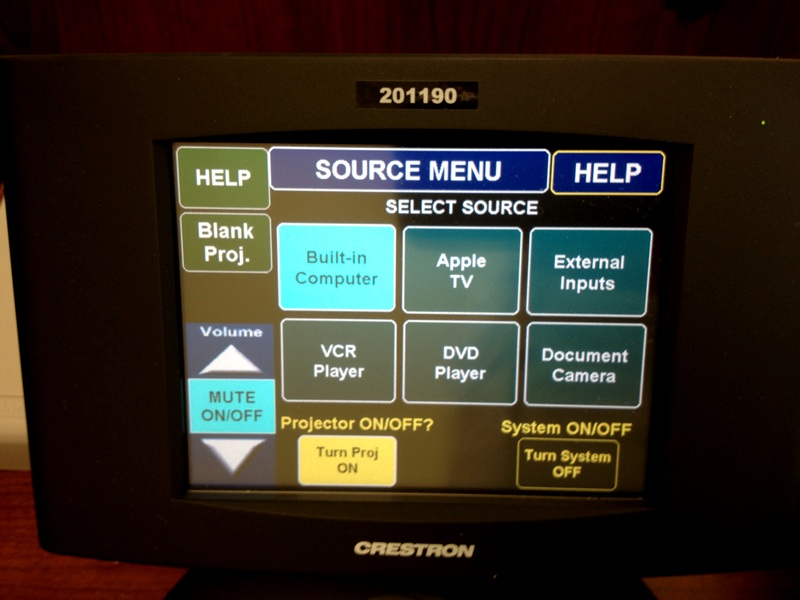 201190
HELP
SOURCE MENU
HELP
SELECT SOURCE
Blank
Proj.
Built-in
Computer
Apple
TV
External
Inputs
Volume
VCR
Player
DVD
Player
Document
Camera
MUTE
ON/OFF
Projector ON/OFF?
System ON/OFF
Turn Proj
ON
Turn System
OFF
CRESTRON